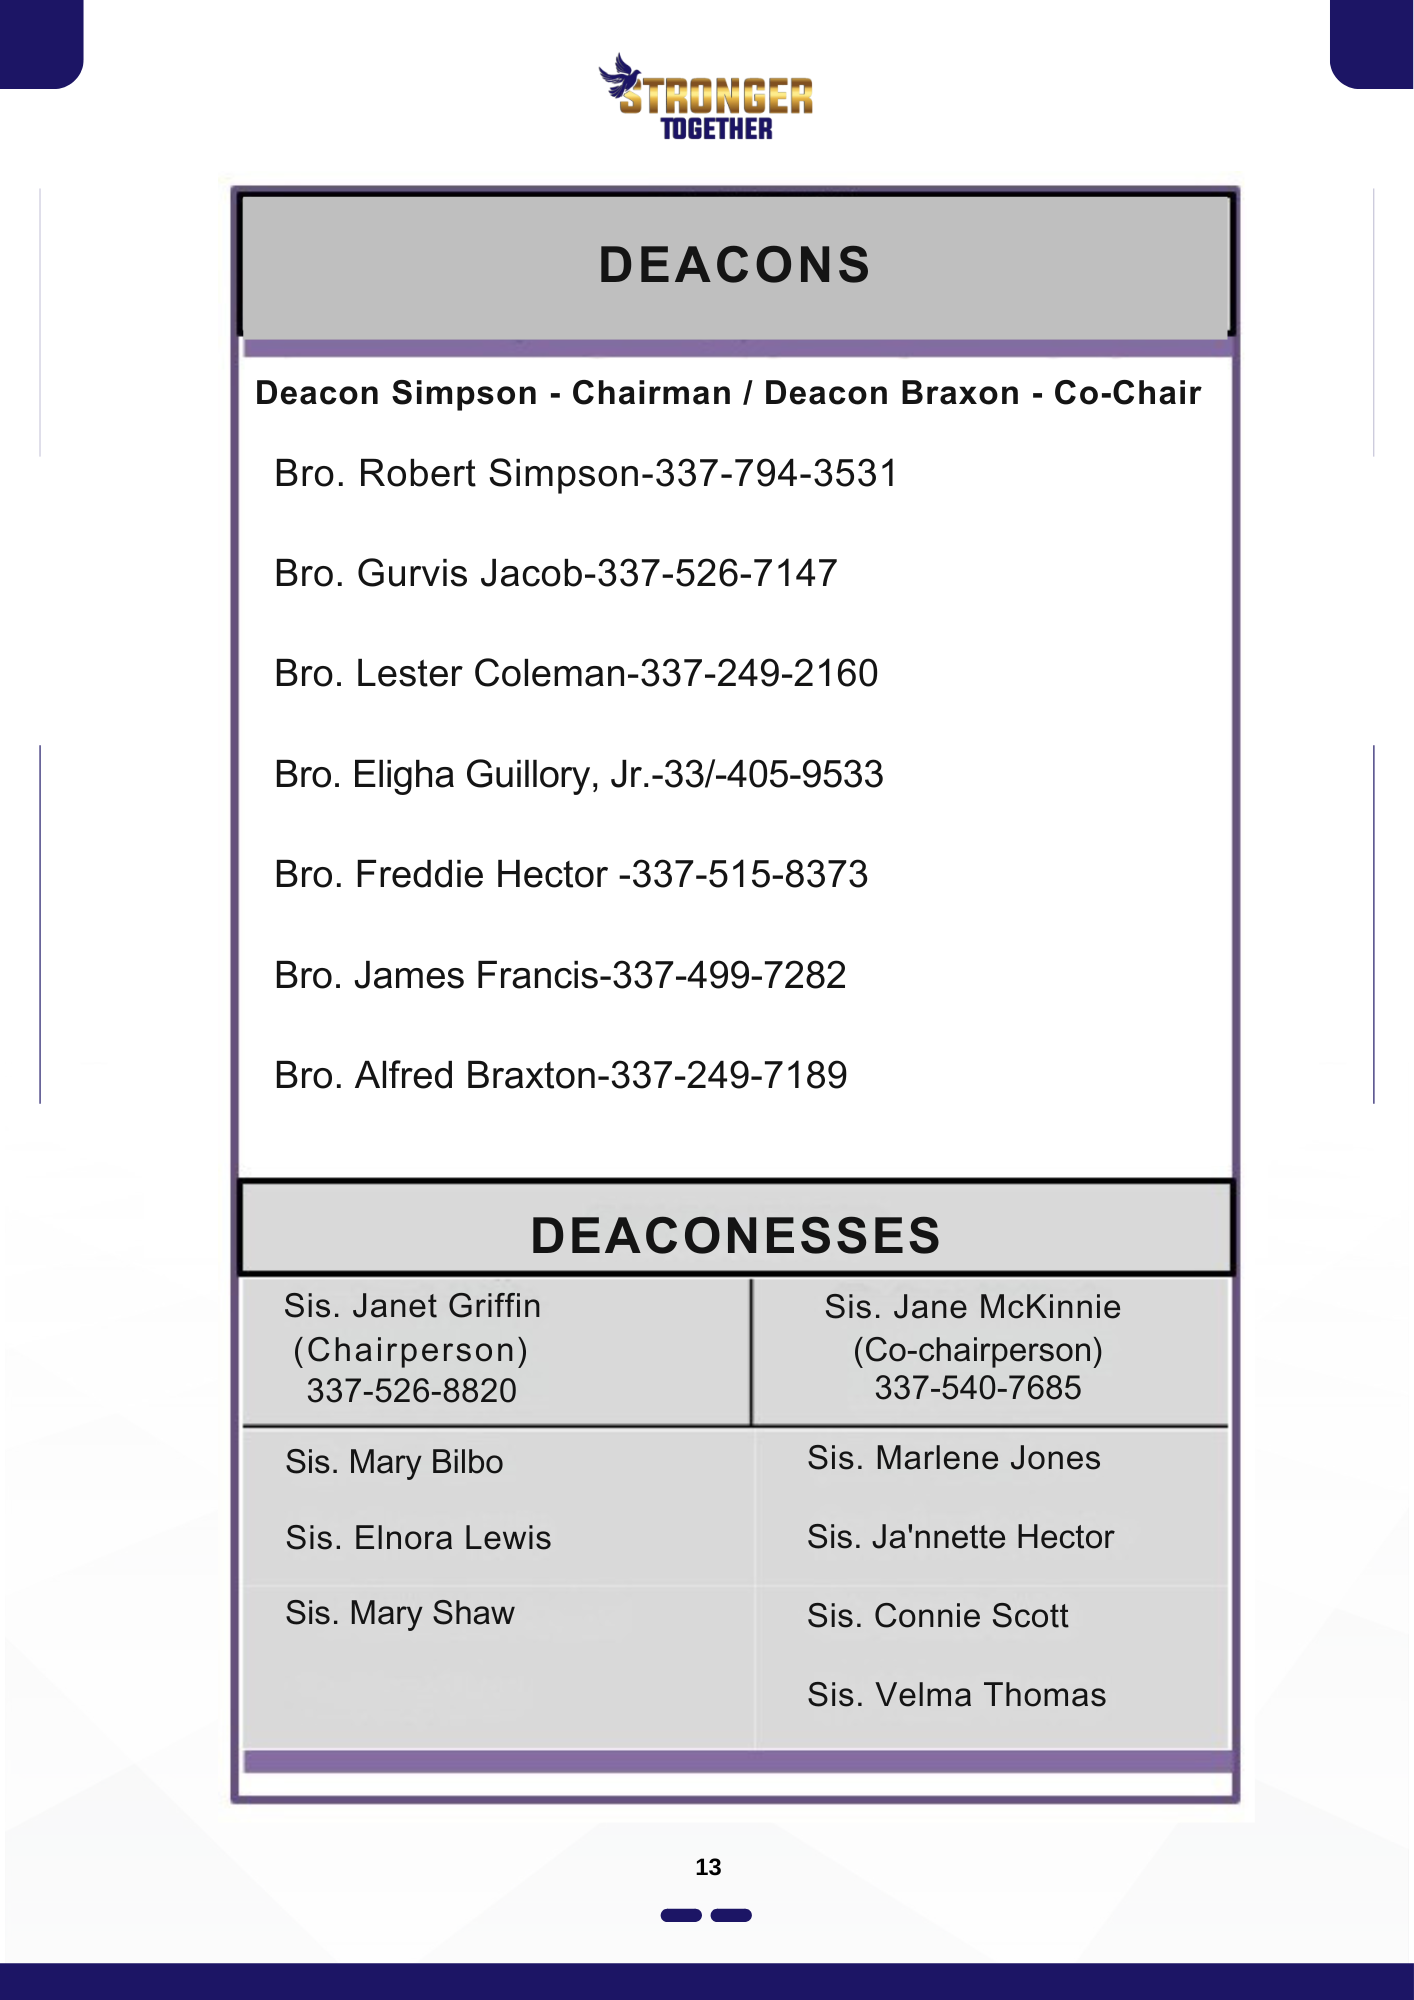 STRONGER
TOGETHER
DEACONS
Deacon Simpson - Chairman / Deacon Braxon - Co-Chair
Bro. Robert Simpson-337-794-3531
Bro. Gurvis Jacob-337-526-7147
Bro. Lester Coleman-337-249-2160
Bro. Eligha Guillory, Jr.-33/-405-9533
Bro. Freddie Hector -337-515-8373
Bro. James Francis-337-499-7282
Bro. Alfred Braxton-337-249-7189
DEACONESSES
Sis. Janet Griffin
(Chairperson)
337-526-8820
Sis. Jane McKinnie
(Co-chairperson)
337-540-7685
Sis. Mary Bilbo
Sis. Elnora Lewis
Sis. Mary Shaw
Sis. Marlene Jones
Sis. Ja'nnette Hector
Sis. Connie Scott
Sis. Velma Thomas
13